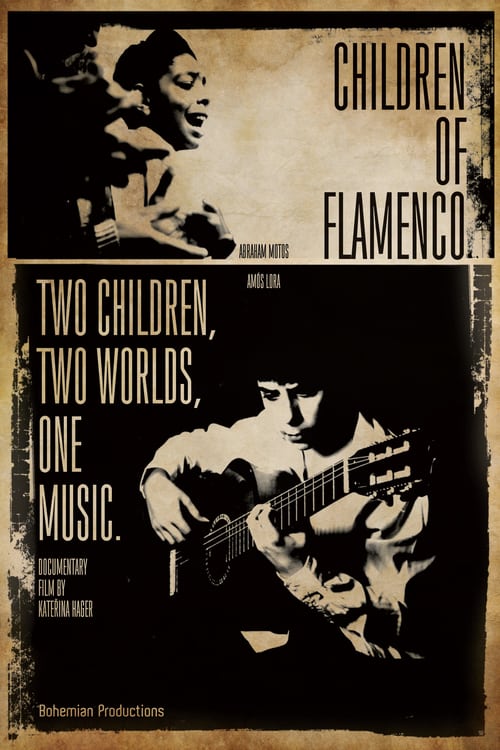 CHILDREN
OF
FLAMENCO
ABRAHAM MOTOS
AMÓS LORA
TWO CHILDREN,
TWO WORLDS,
ONE
MUSIC.
DOCUMENTARY
FILM BY
KATEŘINA HAGER
Bohemian Productions